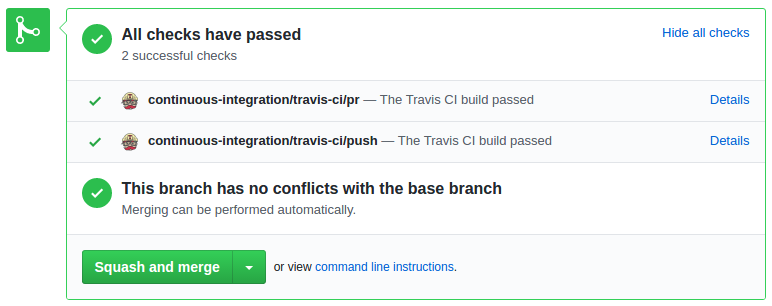 All checks have passed
Hide all checks
2 successful checks
continuous-integration/travis-ci/pr — The Travis CI build passed
Details
continuous-integration/travis-ci/push — The Travis CI build passed
Details
This branch has no conflicts with the base branch
Merging can be performed automatically.
Squash and merge
or view command line instructions.